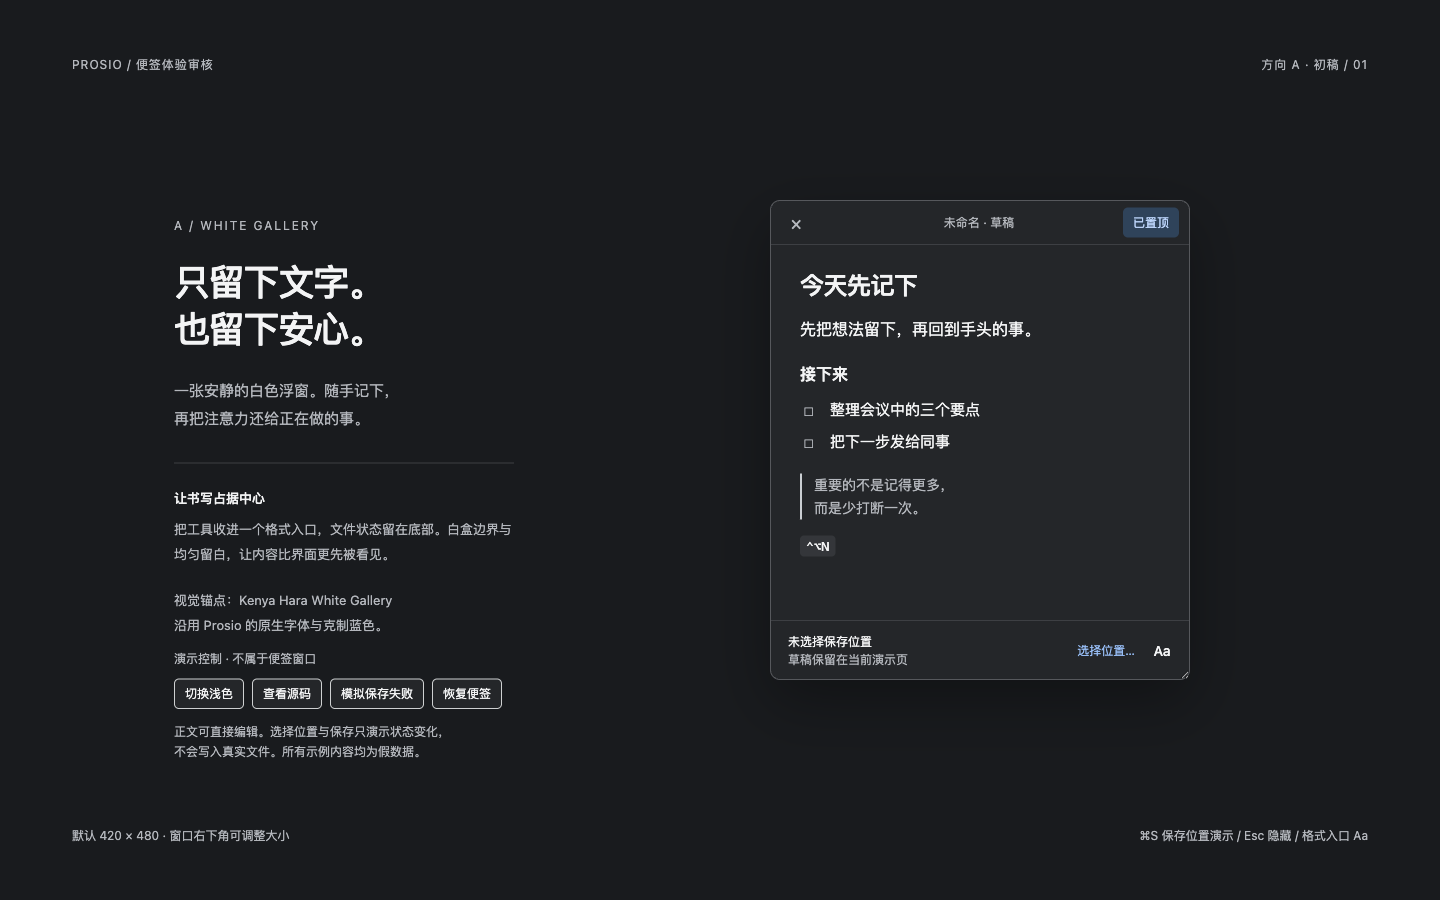 PROSIO / 便签体验审核
方向 A · 初稿 / 01
A / WHITE GALLERY
只留下文字。
也留下安心。
一张安静的白色浮窗。随手记下，
再把注意力还给正在做的事。
让书写占据中心
把工具收进一个格式入口，文件状态留在底部。白盒边界与
均匀留白，让内容比界面更先被看见。
视觉锚点：Kenya Hara White Gallery
沿用 Prosio 的原生字体与克制蓝色。
演示控制 · 不属于便签窗口
切换浅色 查看源码 模拟保存失败 恢复便签
正文可直接编辑。选择位置与保存只演示状态变化，
不会写入真实文件。所有示例内容均为假数据。
× 未命名 · 草稿 已置顶
今天先记下
先把想法留下，再回到手头的事。
接下来
整理会议中的三个要点
把下一步发给同事
重要的不是记得更多，
而是少打断一次。
⌃⌥N
未选择保存位置
草稿保留在当前演示页
选择位置… Aa
默认 420 × 480 · 窗口右下角可调整大小
⌘S 保存位置演示 / Esc 隐藏 / 格式入口 Aa